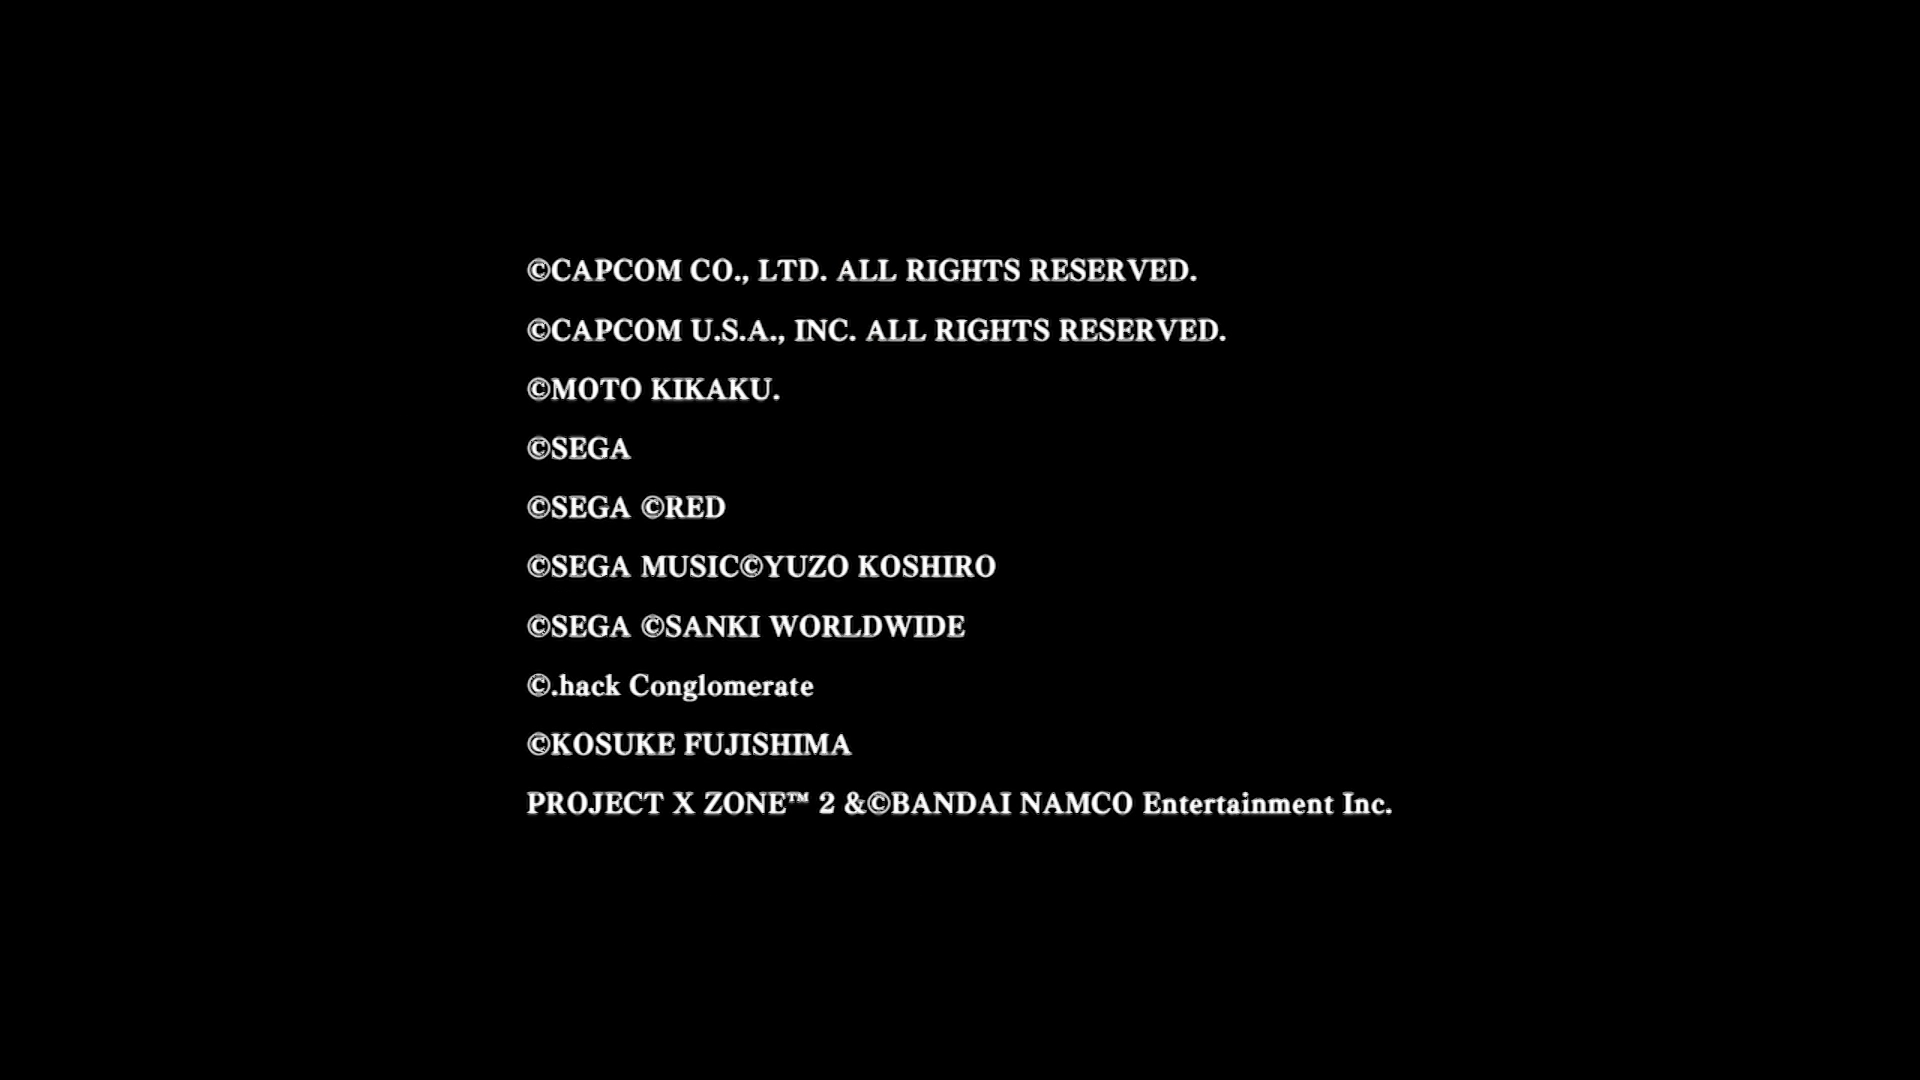 ©CAPCOM CO., LTD. ALL RIGHTS RESERVED.
©CAPCOM U.S.A., INC. ALL RIGHTS RESERVED.
©MOTO KIKAKU.
©SEGA
©SEGA ©RED
©SEGA MUSIC©YUZO KOSHIRO
©SEGA ©SANKI WORLDWIDE
©.hack Conglomerate
©KOSUKE FUJISHIMA
PROJECT X ZONE™ 2 &©BANDAI NAMCO Entertainment Inc.